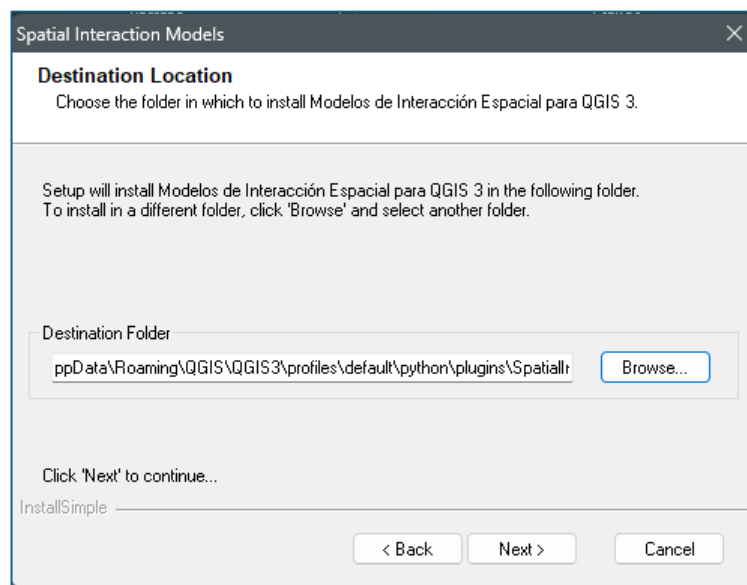 Spatial Interaction Models
Destination Location
Choose the folder in which to install Modelos de Interacción Espacial para QGIS 3.
Setup will install Modelos de Interacción Espacial para QGIS 3 in the following folder.
To install in a different folder, click 'Browse' and select another folder.
Destination Folder
ppData\Roaming\QGIS\QGIS3\profiles\default\python\plugins\SpatialIr
Browse...
Click 'Next' to continue...
InstallSimple
< Back Next > Cancel